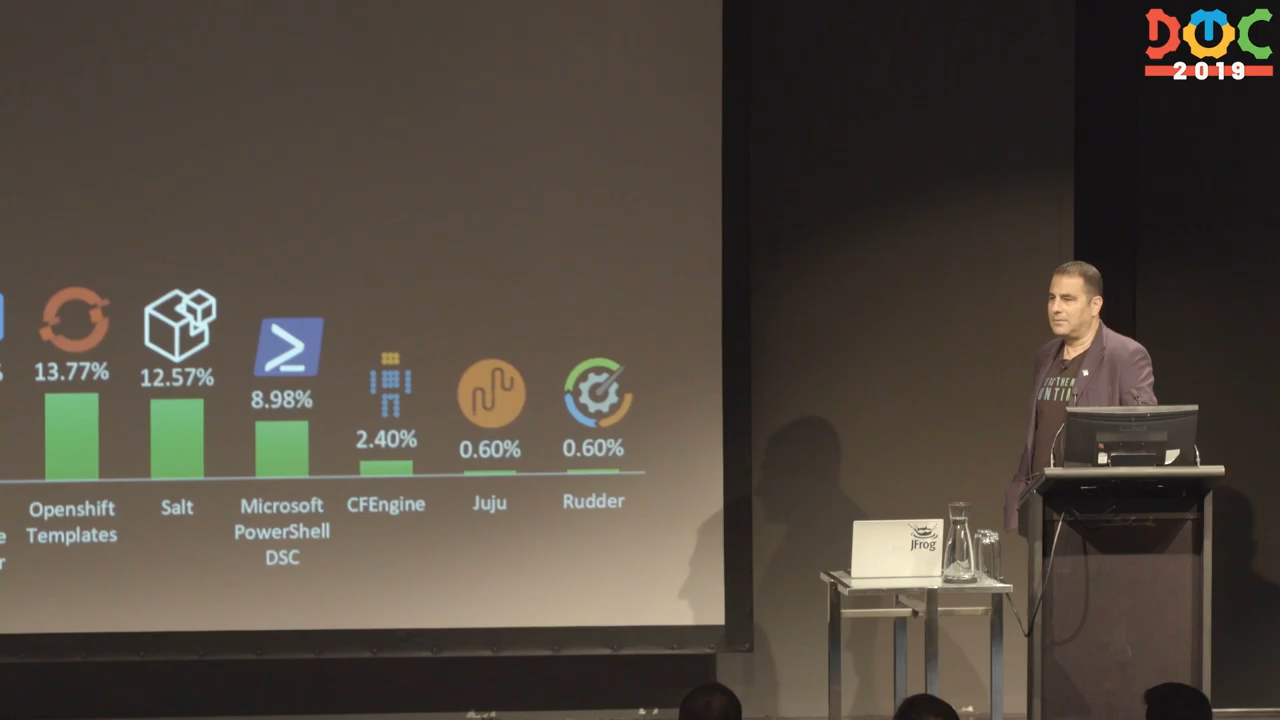 DOC
2019
13.77%
12.57%
8.98%
2.40%
0.60%
0.60%
Openshift
Templates
Salt
Microsoft
PowerShell
DSC
CFEngine
Juju
Rudder
JFrog